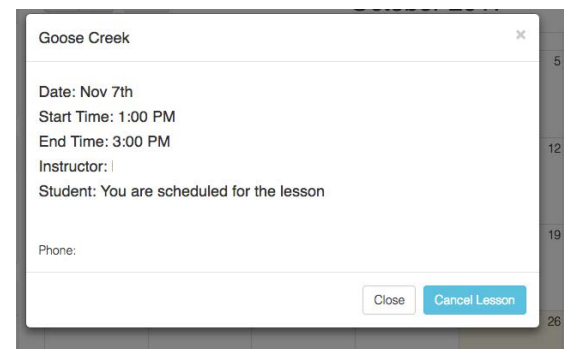 Goose Creek ×
5
Date: Nov 7th
Start Time: 1:00 PM
End Time: 3:00 PM
12
Instructor:
Student: You are scheduled for the lesson
19
Phone:
Close Cancel Lesson
26